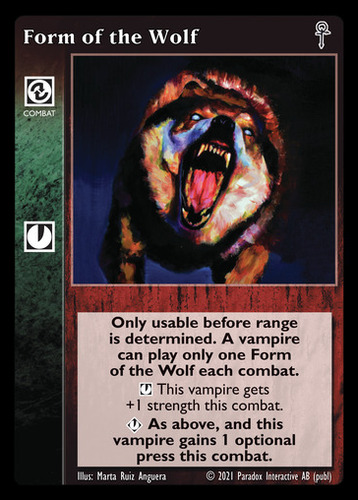 Form of the Wolf
COMBAT
Only usable before range
is determined. A vampire
can play only one Form
of the Wolf each combat.
This vampire gets
+1 strength this combat.
As above, and this
vampire gains 1 optional
press this combat.
Illus: Marta Ruiz Anguera © 2021 Paradox Interactive AB (publ)